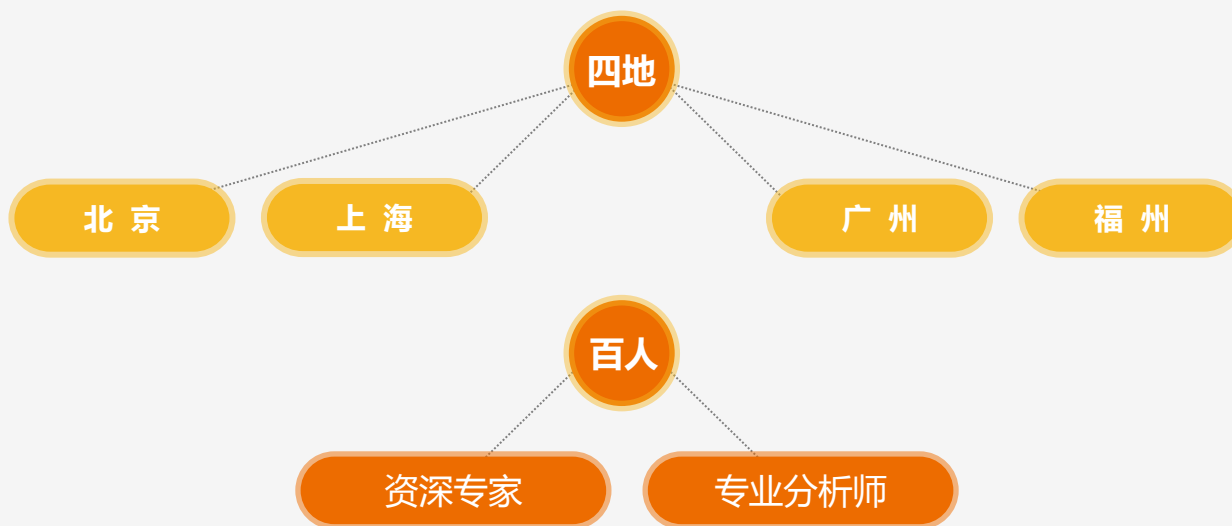 四地
北 京
上 海
广 州
福 州
百人
资深专家
专业分析师